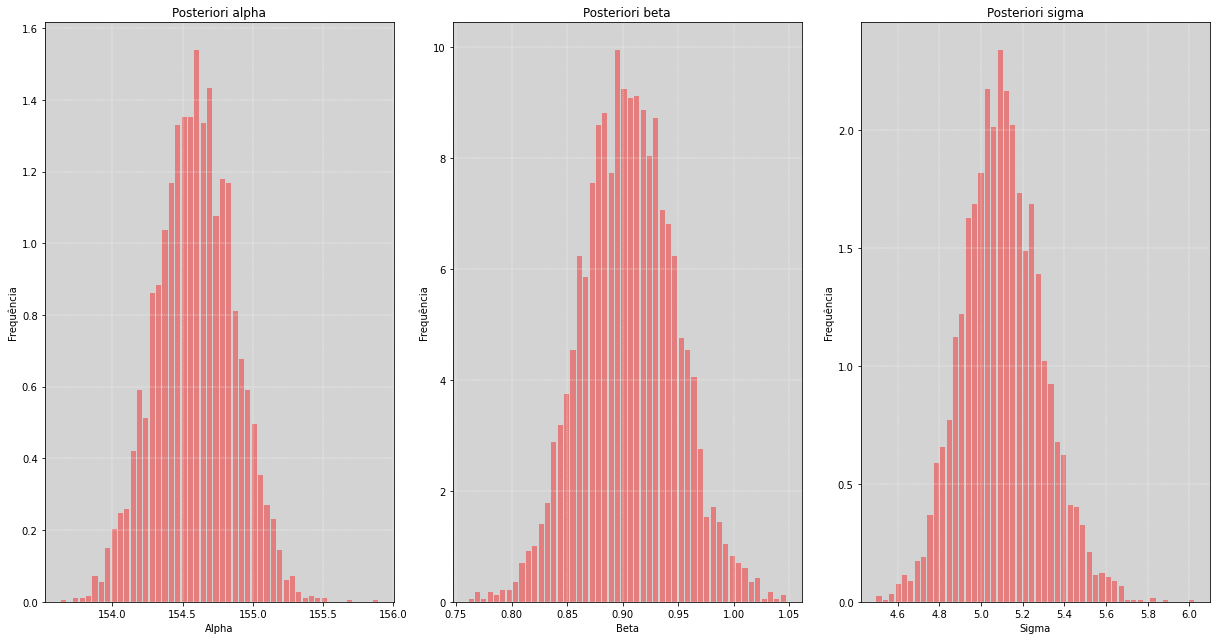 Posteriori alpha
Frequência
1.6
1.4
1.2
1.0
0.8
0.6
0.4
0.2
0.0
154.0 154.5 155.0 155.5 156.0
Alpha
Posteriori beta
Frequência
10
8
6
4
2
0
0.75 0.80 0.85 0.90 0.95 1.00 1.05
Beta
Posteriori sigma
Frequência
2.0
1.5
1.0
0.5
0.0
4.6 4.8 5.0 5.2 5.4 5.6 5.8 6.0
Sigma